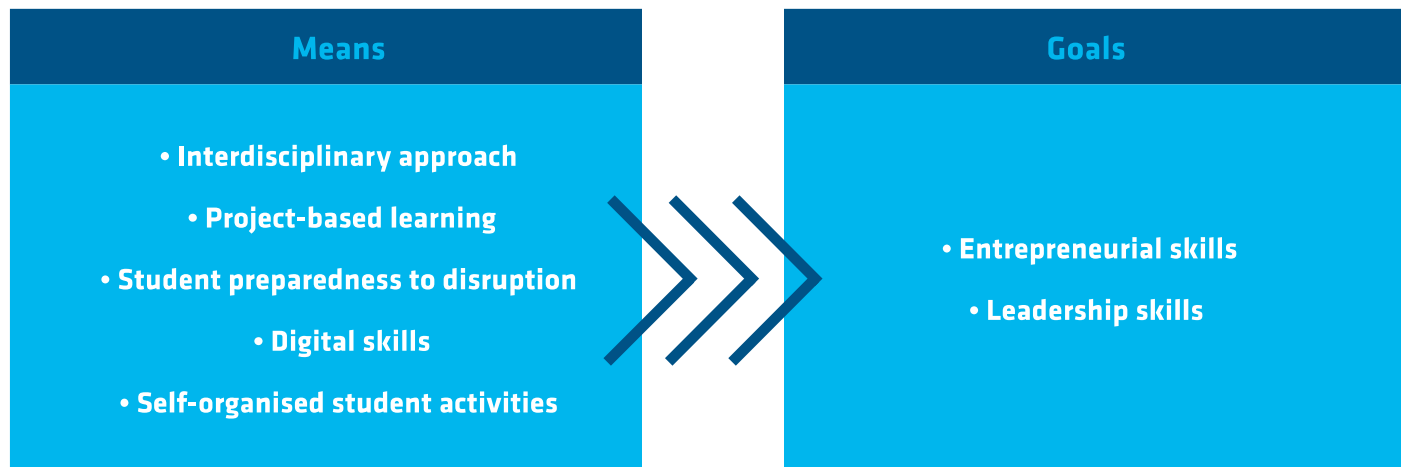 Means
• Interdisciplinary approach
• Project-based learning
• Student preparedness to disruption
• Digital skills
• Self-organised student activities
Goals
• Entrepreneurial skills
• Leadership skills